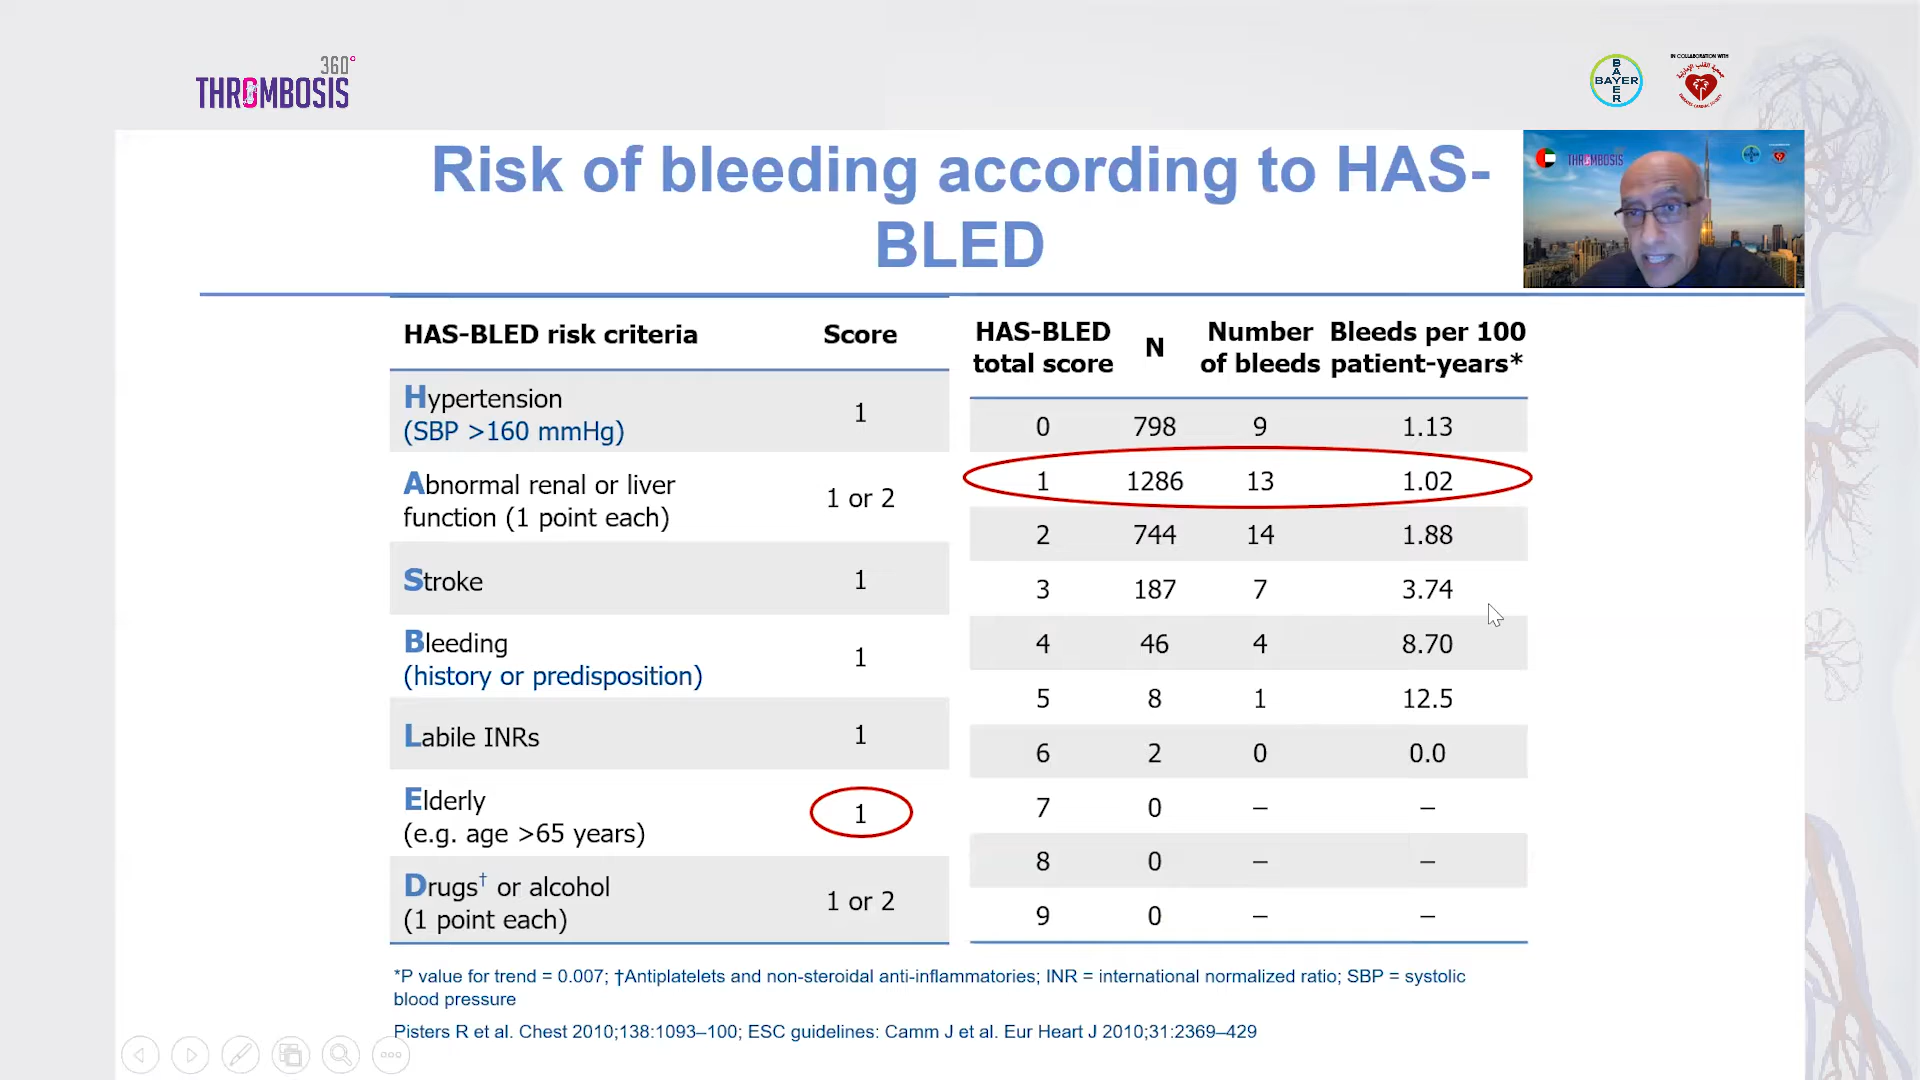 360°
THROMBOSIS
BAYER
BAYER
IN COLLABORATION WITH
Risk of bleeding according to HAS-
BLED
THROMBOSIS
HAS-BLED risk criteria Score
Hypertension
(SBP >160 mmHg) 1
Abnormal renal or liver
function (1 point each) 1 or 2
Stroke 1
Bleeding
(history or predisposition) 1
Labile INRs 1
Elderly
(e.g. age >65 years) 1
Drugs† or alcohol
(1 point each) 1 or 2
HAS-BLED total score N Number of bleeds Bleeds per 100 patient-years*
0 798 9 1.13
1 1286 13 1.02
2 744 14 1.88
3 187 7 3.74
4 46 4 8.70
5 8 1 12.5
6 2 0 0.0
7 0 – –
8 0 – –
9 0 – –
*P value for trend = 0.007; †Antiplatelets and non-steroidal anti-inflammatories; INR = international normalized ratio; SBP = systolic
blood pressure
Pisters R et al. Chest 2010;138:1093–100; ESC guidelines: Camm J et al. Eur Heart J 2010;31:2369–429